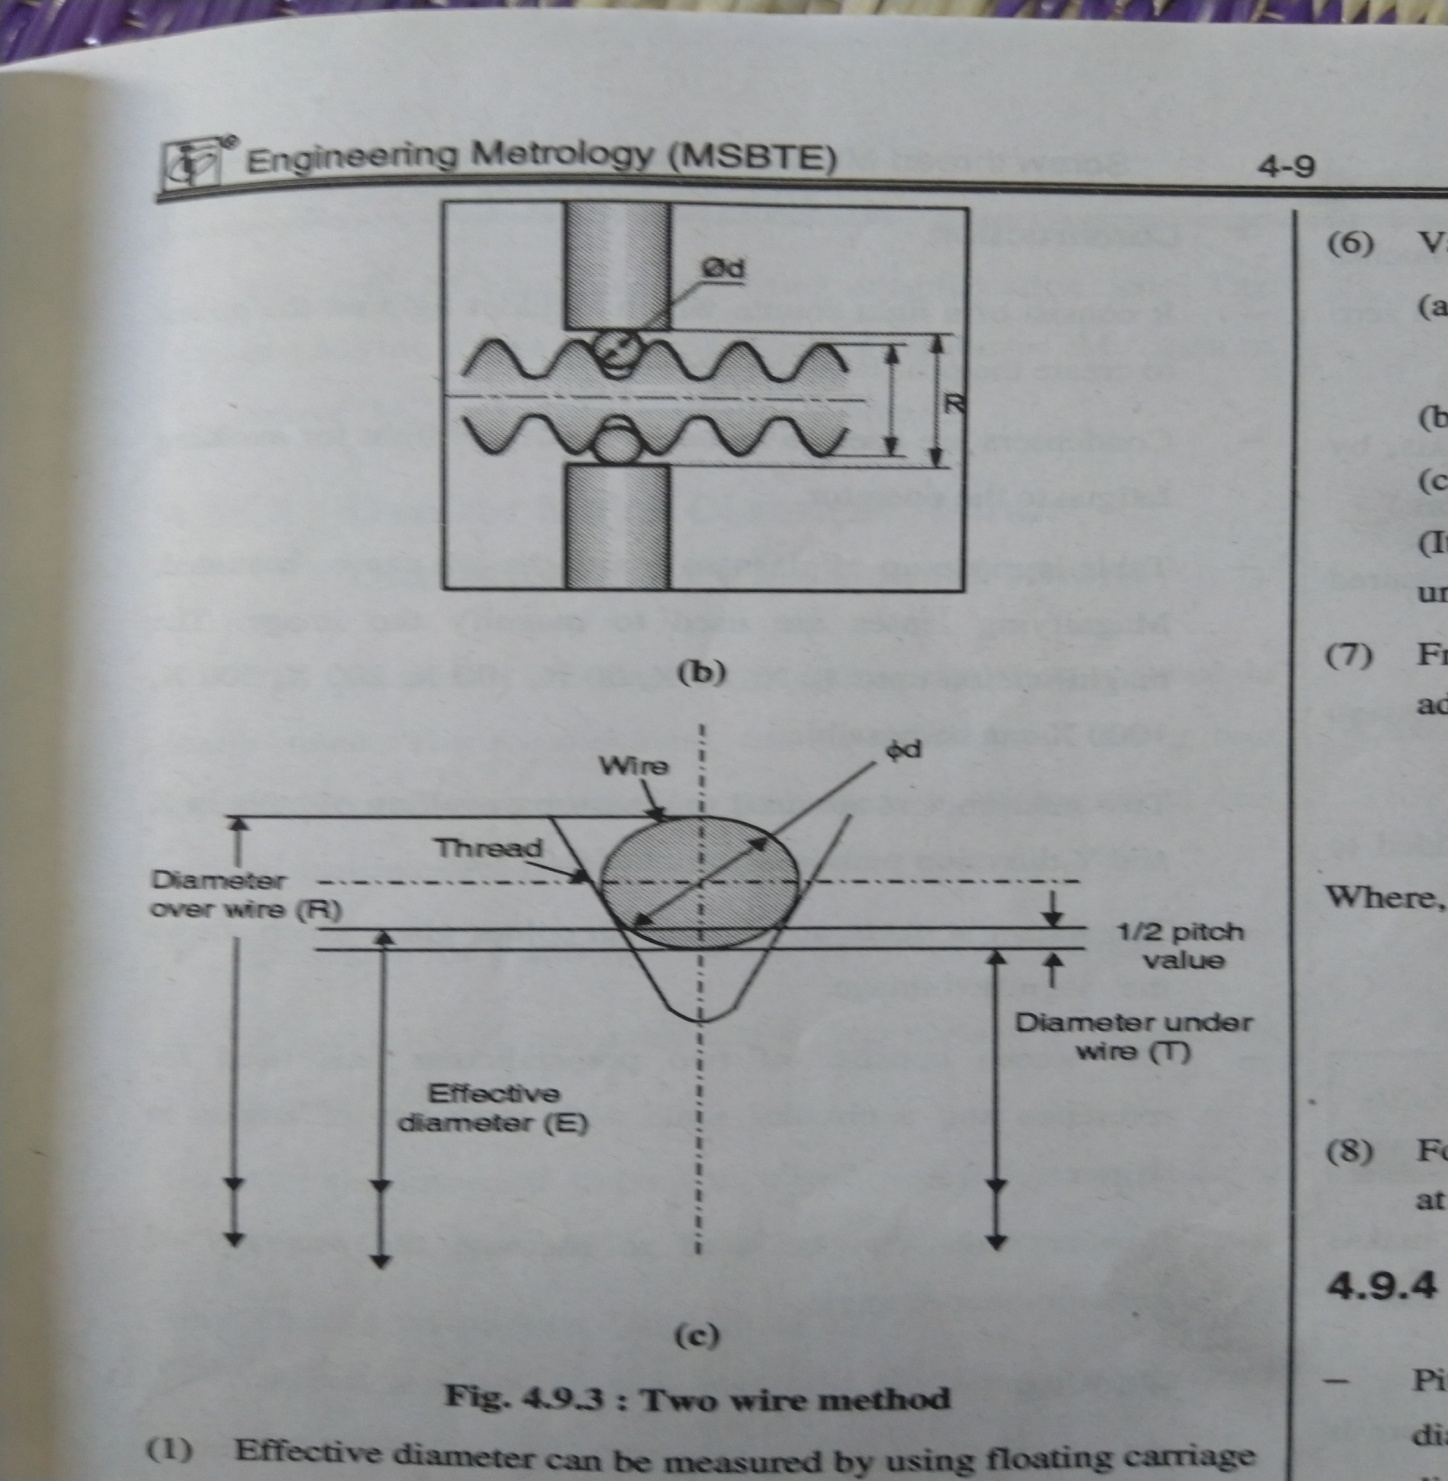 Engineering Metrology (MSBTE)
4-9
Ød
R
(b)
Wire
ϕd
Thread
Diameter
over wire (R)
1/2 pitch
value
Diameter under
wire (T)
Effective
diameter (E)
(c)
Fig. 4.9.3 : Two wire method
(1) Effective diameter can be measured by using floating carriage
(6)
(a
(b
(c
(7)
Where,
(8)
at
4.9.4
–